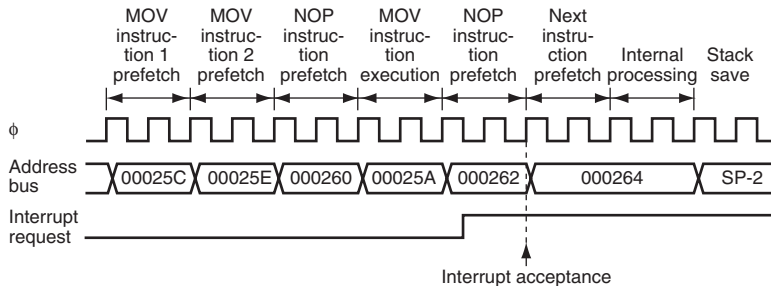 MOV instruc-tion 1 prefetch
MOV instruc-tion 2 prefetch
NOP instruc-tion prefetch
MOV instruc-tion execution
NOP instruc-tion prefetch
Next instru-ction prefetch
Internal processing
Stack save
ϕ
Address bus
00025C 00025E 000260 00025A 000262 000264 SP-2
Interrupt request
Interrupt acceptance